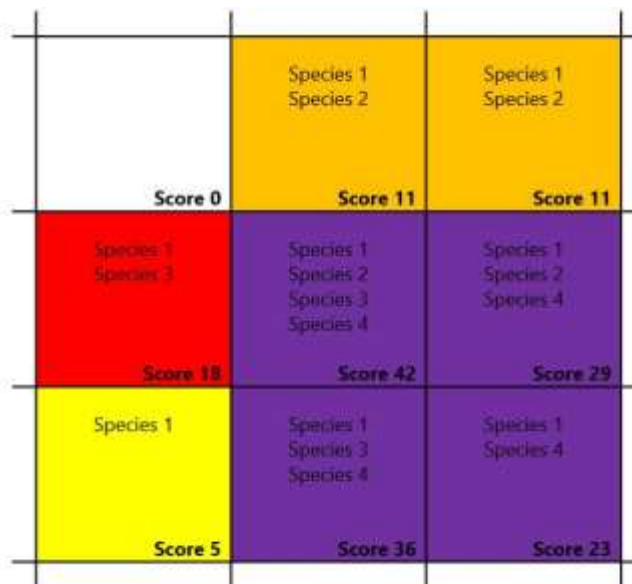 Species 1
Species 2
Species 1
Species 2
Score 0
Score 11
Score 11
Species 1
Species 3
Species 1
Species 2
Species 3
Species 4
Species 1
Species 2
Species 4
Score 18
Score 42
Score 29
Species 1
Species 1
Species 3
Species 4
Species 1
Species 4
Score 5
Score 36
Score 23